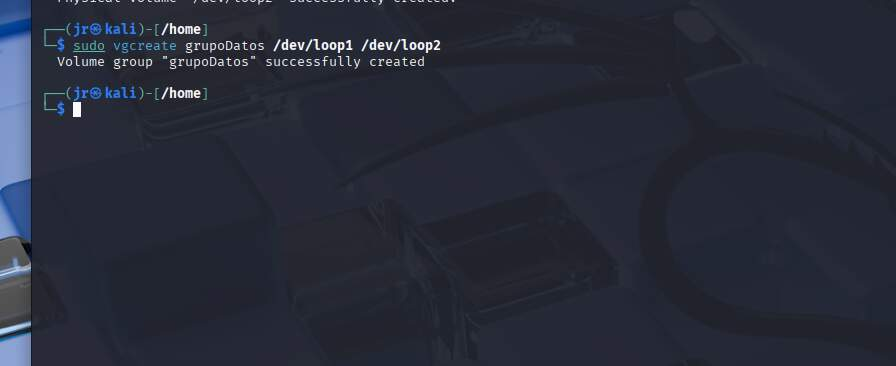 Physical volume "/dev/loop2" successfully created.
┌──(jr㉿kali)-[/home]
└─$ sudo vgcreate grupoDatos /dev/loop1 /dev/loop2
  Volume group "grupoDatos" successfully created
┌──(jr㉿kali)-[/home]
└─$